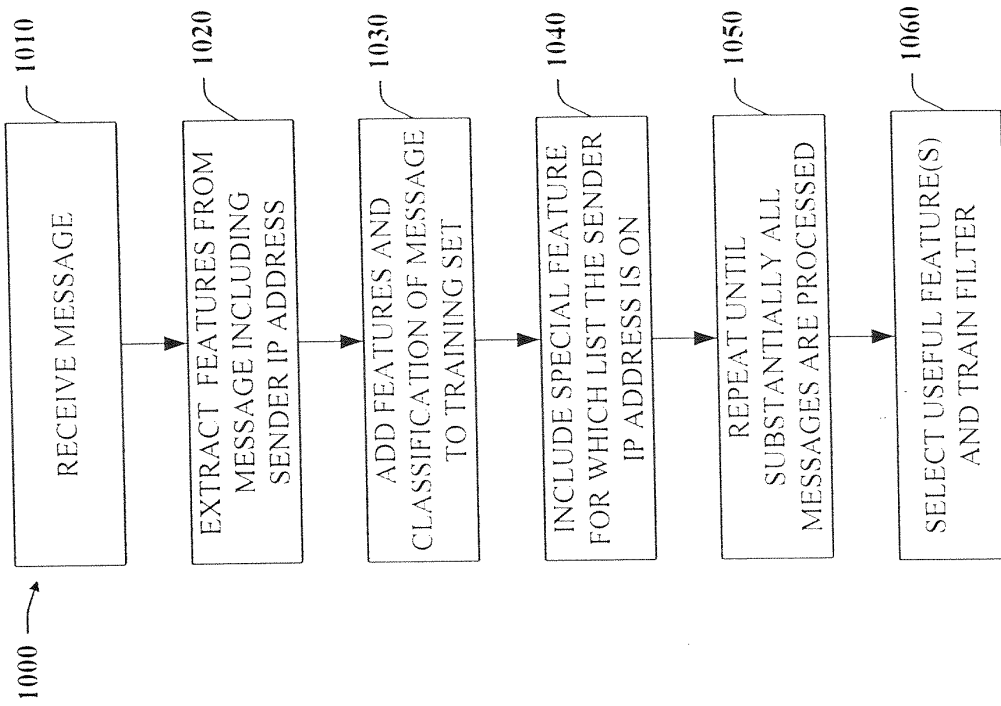 1000
RECEIVE MESSAGE
1010
EXTRACT FEATURES FROM
MESSAGE INCLUDING
SENDER IP ADDRESS
1020
ADD FEATURES AND
CLASSIFICATION OF MESSAGE
TO TRAINING SET
1030
INCLUDE SPECIAL FEATURE
FOR WHICH LIST THE SENDER
IP ADDRESS IS ON
1040
REPEAT UNTIL
SUBSTANTIALLY ALL
MESSAGES ARE PROCESSED
1050
SELECT USEFUL FEATURE(S)
AND TRAIN FILTER
1060